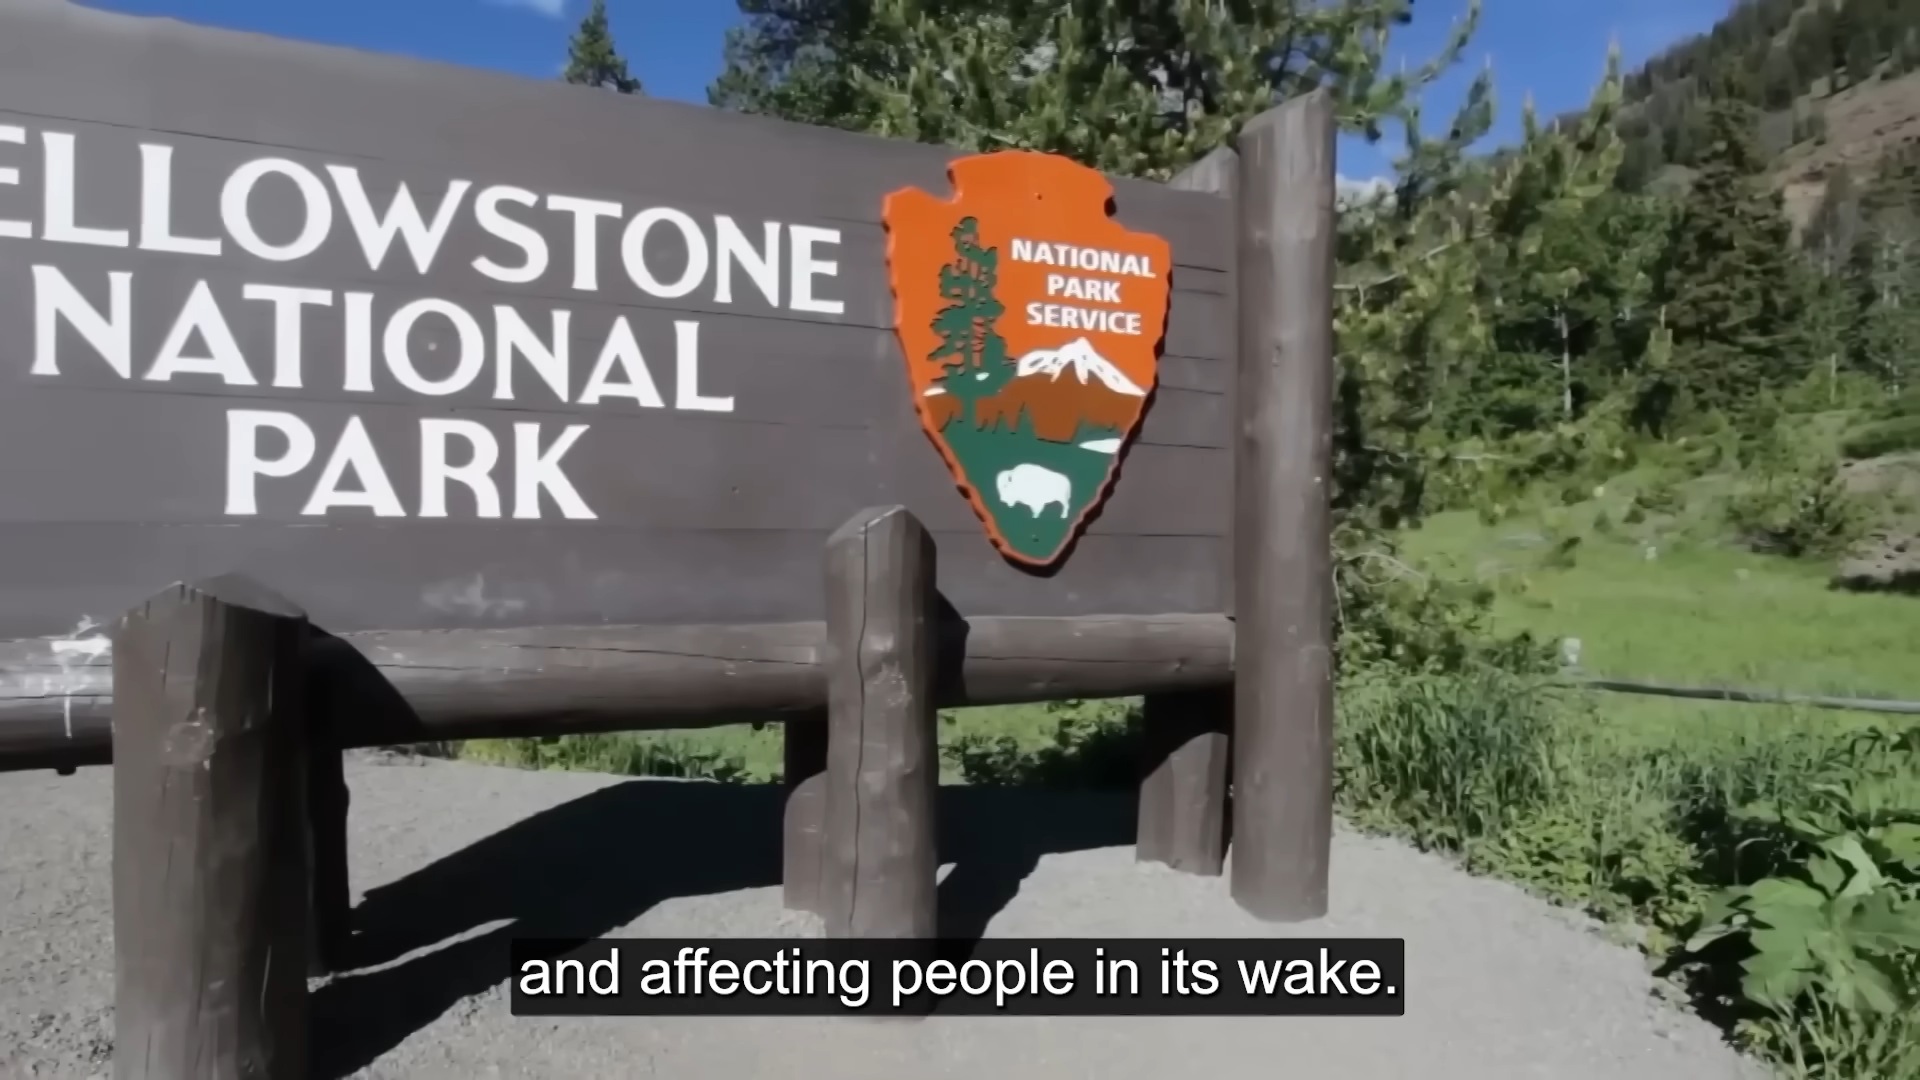 ELLOWSTONE
NATIONAL
PARK
NATIONAL
PARK
SERVICE
and affecting people in its wake.